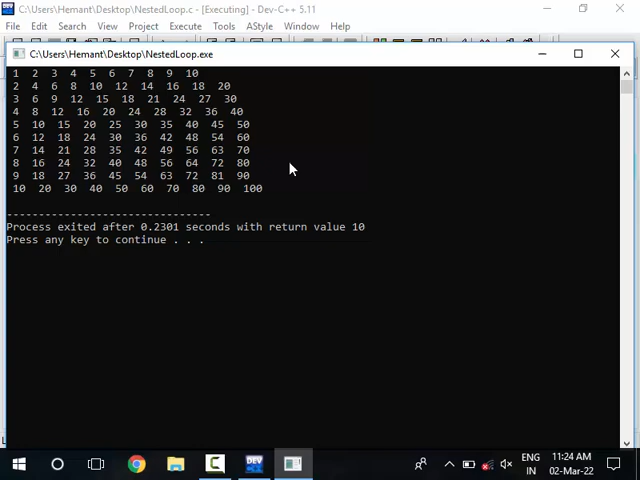 C:\Users\Hemant\Desktop\NestedLoop.c - [Executing] - Dev-C++ 5.11
File Edit Search View Project Execute Tools AStyle Window Help
C:\Users\Hemant\Desktop\NestedLoop.exe
1 2 3 4 5 6 7 8 9 10
2 4 6 8 10 12 14 16 18 20
3 6 9 12 15 18 21 24 27 30
4 8 12 16 20 24 28 32 36 40
5 10 15 20 25 30 35 40 45 50
6 12 18 24 30 36 42 48 54 60
7 14 21 28 35 42 49 56 63 70
8 16 24 32 40 48 56 64 72 80
9 18 27 36 45 54 63 72 81 90
10 20 30 40 50 60 70 80 90 100
--------------------------------
Process exited after 0.2301 seconds with return value 10
Press any key to continue . . .
DEV
ENG
IN
11:24 AM
02-Mar-22